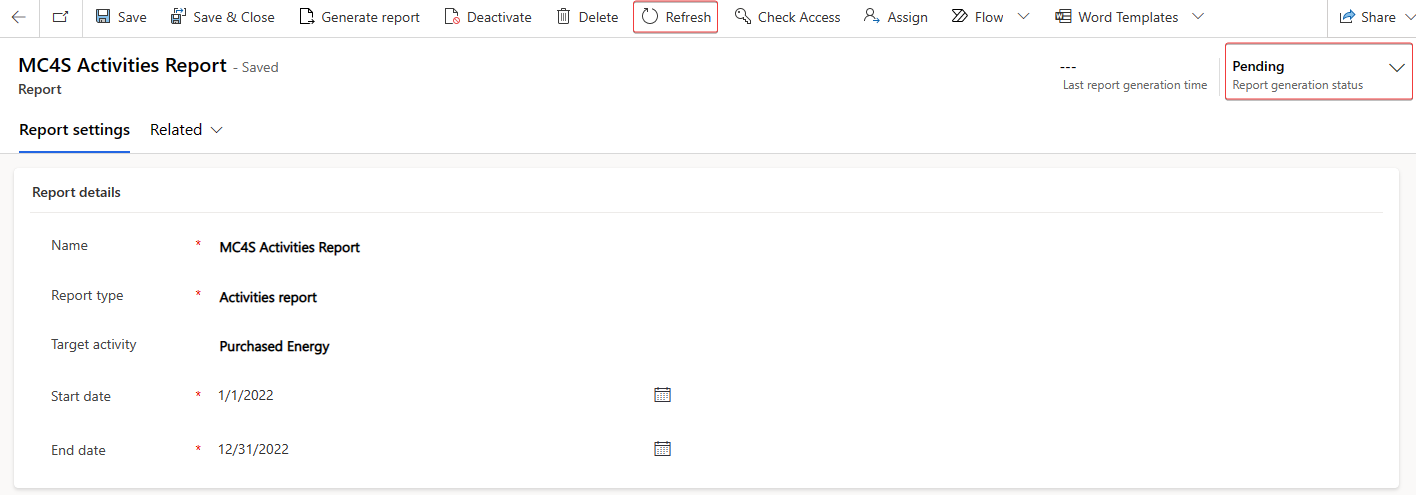 Save Save & Close Generate report Deactivate Delete Refresh Check Access Assign Flow Word Templates Share
MC4S Activities Report - Saved
Report
--- 
Last report generation time
Pending
Report generation status
Report settings Related
Report details
Name * MC4S Activities Report
Report type * Activities report
Target activity Purchased Energy
Start date * 1/1/2022
End date * 12/31/2022